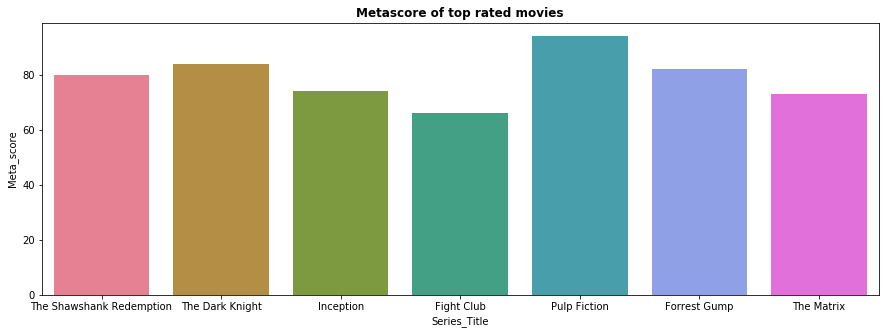 Metascore of top rated movies
Meta_score
80
60
40
20
0
The Shawshank Redemption The Dark Knight Inception Fight Club Pulp Fiction Forrest Gump The Matrix
Series_Title